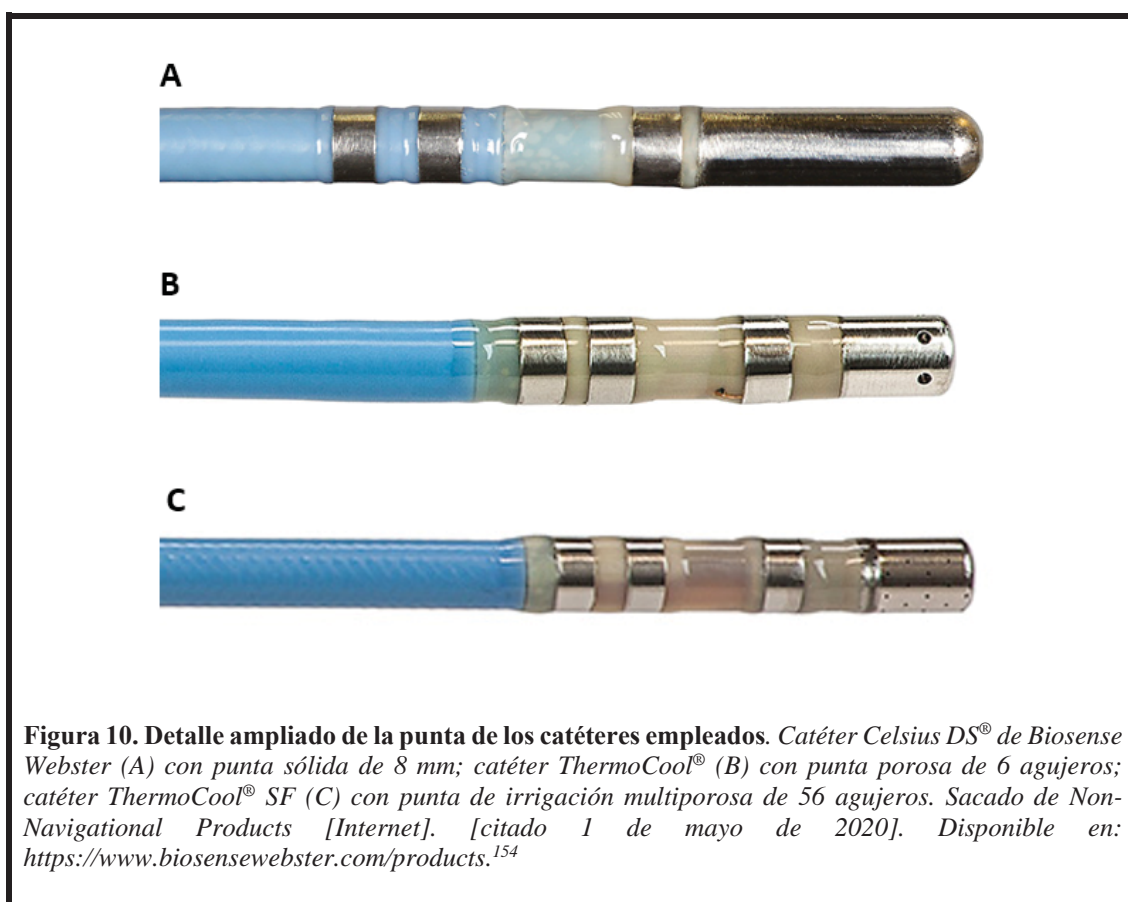 A
B
C
Figura 10. Detalle ampliado de la punta de los catéteres empleados. Catéter Celsius DS® de Biosense
Webster (A) con punta sólida de 8 mm; catéter ThermoCool® (B) con punta porosa de 6 agujeros;
catéter ThermoCool® SF (C) con punta de irrigación multiporosa de 56 agujeros. Sacado de Non-
Navigational Products [Internet]. [citado 1 de mayo de 2020]. Disponible en:
https://www.biosensewebster.com/products.154